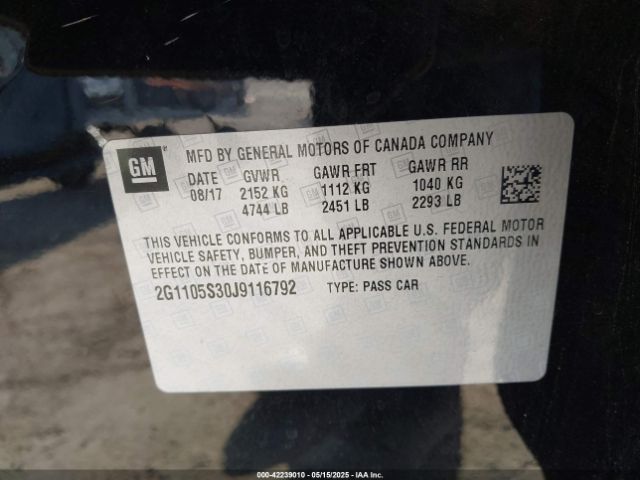 GM
MFD BY GENERAL MOTORS OF CANADA COMPANY
DATE GVWR GAWR FRT GAWR RR
08/17 2152 KG 1112 KG 1040 KG
4744 LB 2451 LB 2293 LB
THIS VEHICLE CONFORMS TO ALL APPLICABLE U.S. FEDERAL MOTOR
VEHICLE SAFETY, BUMPER, AND THEFT PREVENTION STANDARDS IN
EFFECT ON THE DATE OF MANUFACTURE SHOWN ABOVE.
2G1105S30J9116792 TYPE: PASS CAR
000-42239010 - 05/15/2025 - IAAI.COM